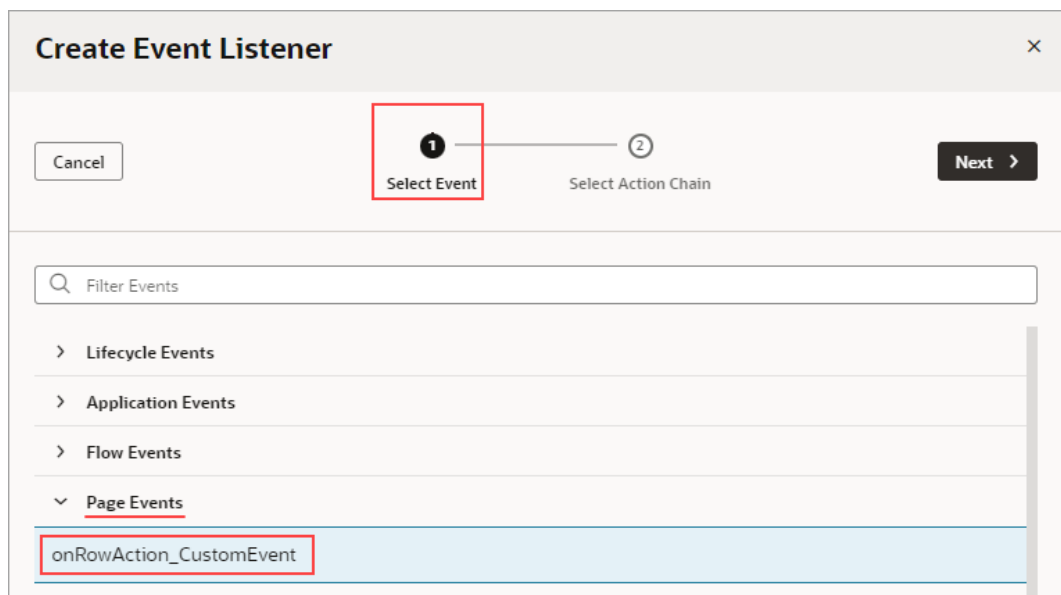 Create Event Listener ×
Cancel 1 2 Next >
Select Event Select Action Chain
Filter Events
Lifecycle Events
Application Events
Flow Events
Page Events
onRowAction_CustomEvent